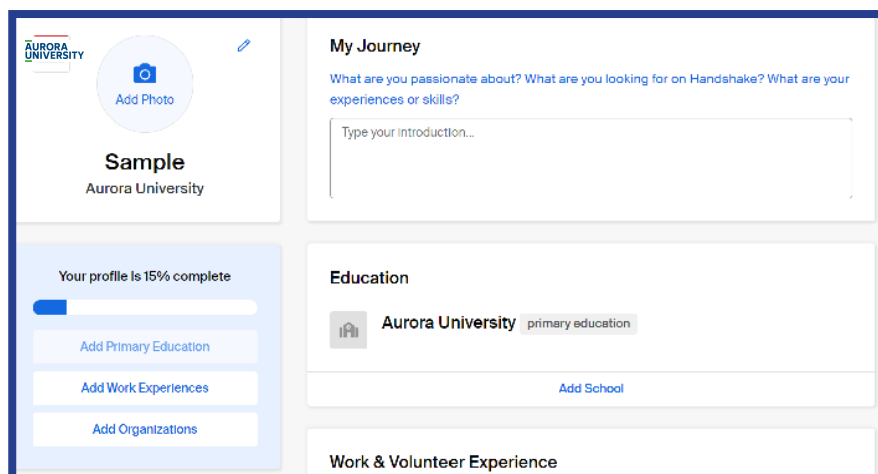 AURORA
UNIVERSITY
Add Photo
Sample
Aurora University
Your profile is 15% complete
Add Primary Education
Add Work Experiences
Add Organizations
My Journey
What are you passionate about? What are you looking for on Handshake? What are your
experiences or skills?
Type your introduction...
Education
Aurora University primary education
Add School
Work & Volunteer Experience